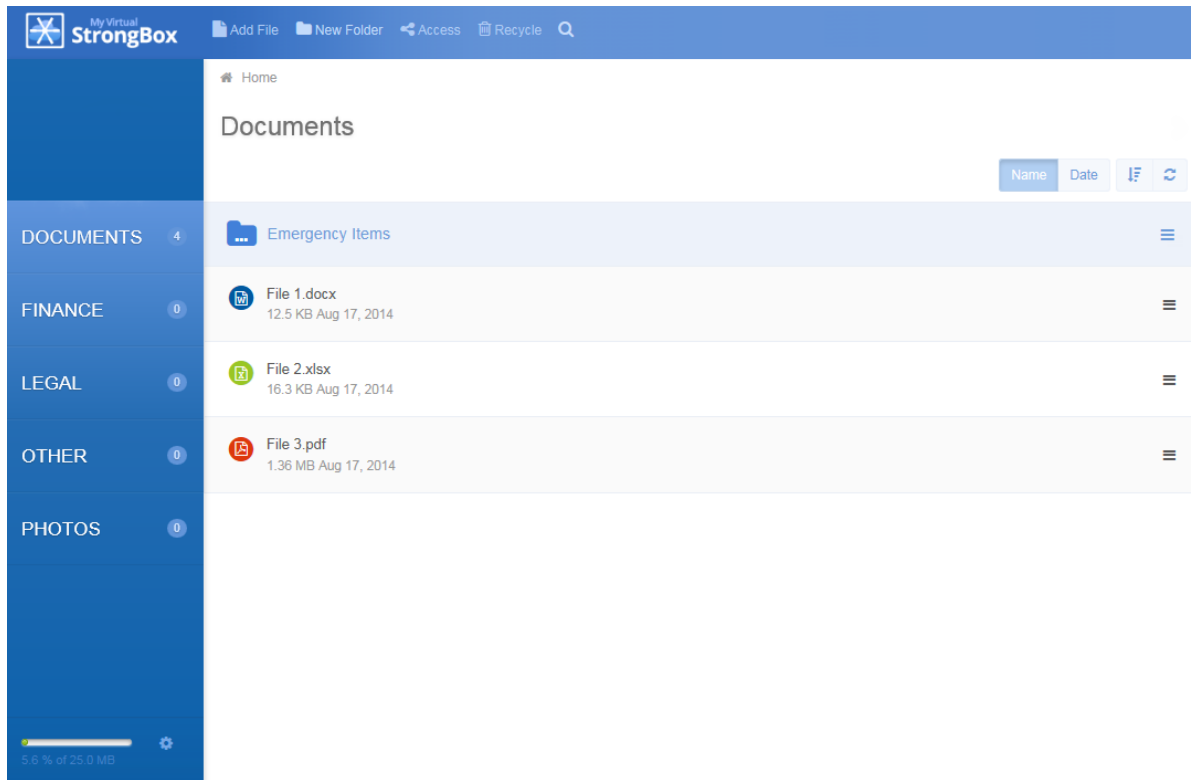 My Virtual
StrongBox
Add File New Folder Access Recycle
Home
Documents
Name Date
DOCUMENTS 4
Emergency Items
File 1.docx
12.5 KB Aug 17, 2014
FINANCE 0
File 2.xlsx
16.3 KB Aug 17, 2014
LEGAL 0
File 3.pdf
1.36 MB Aug 17, 2014
OTHER 0
PHOTOS 0
5.6 % of 25.0 MB